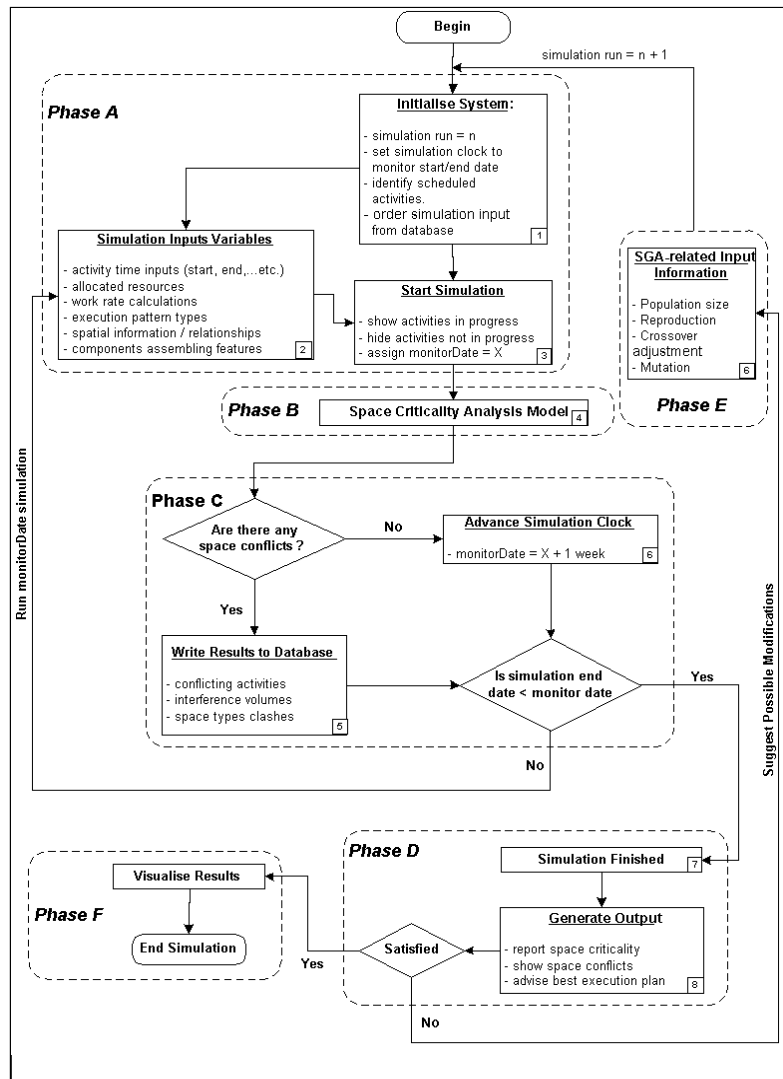 Begin
simulation run = n + 1
Phase A
Initialise System:
- simulation run = n
- set simulation clock to
monitor start/end date
- identify scheduled
activities.
- order simulation input
from database
1
Simulation Inputs Variables
- activity time inputs (start, end,...etc.)
- allocated resources
- work rate calculations
- execution pattern types
- spatial information / relationships
- components assembling features
2
Start Simulation
- show activities in progress
- hide activities not in progress
- assign monitorDate = X
3
SGA-related Input
Information
- Population size
- Reproduction
- Crossover
adjustment
- Mutation
6
Phase E
Phase B
Space Criticality Analysis Model
4
Phase C
Are there any
space conflicts ?
No
Advance Simulation Clock
- monitorDate = X + 1 week
6
Yes
Write Results to Database
- conflicting activities
- interference volumes
- space types clashes
5
Is simulation end
date < monitor date
Yes
No
Run monitorDate simulation
Suggest Possible Modifications
Phase D
Simulation Finished
7
Generate Output
- report space criticality
- show space conflicts
- advise best execution plan
8
Satisfied
Yes
No
Visualise Results
Phase F
End Simulation